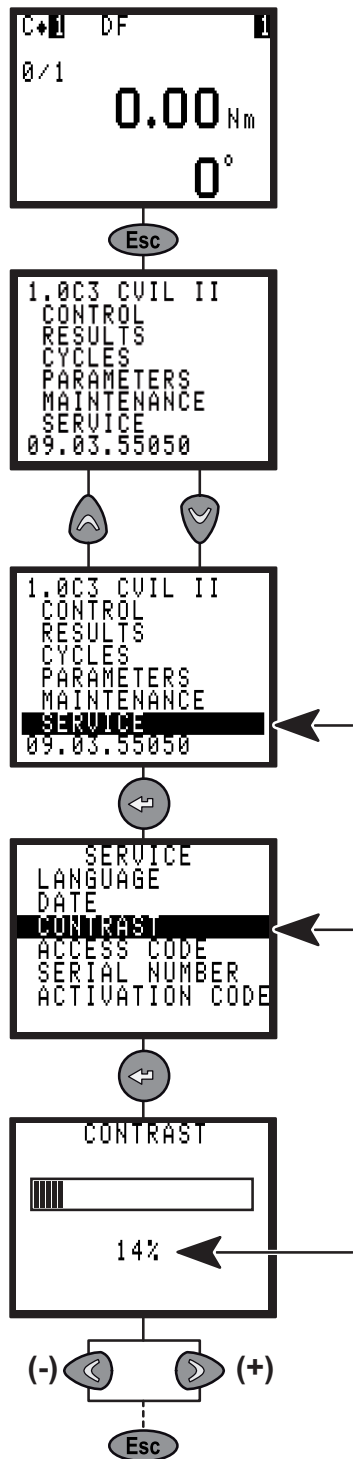 C♦1 DF 1
0/1
0.00 Nm
0°
Esc
1.0C3 CVIL II
CONTROL
RESULTS
CYCLES
PARAMETERS
MAINTENANCE
SERVICE
09.03.55050
1.0C3 CVIL II
CONTROL
RESULTS
CYCLES
PARAMETERS
MAINTENANCE
SERVICE
09.03.55050
SERVICE
LANGUAGE
DATE
CONTRAST
ACCESS CODE
SERIAL NUMBER
ACTIVATION CODE
CONTRAST
14%
(-) (+)
Esc